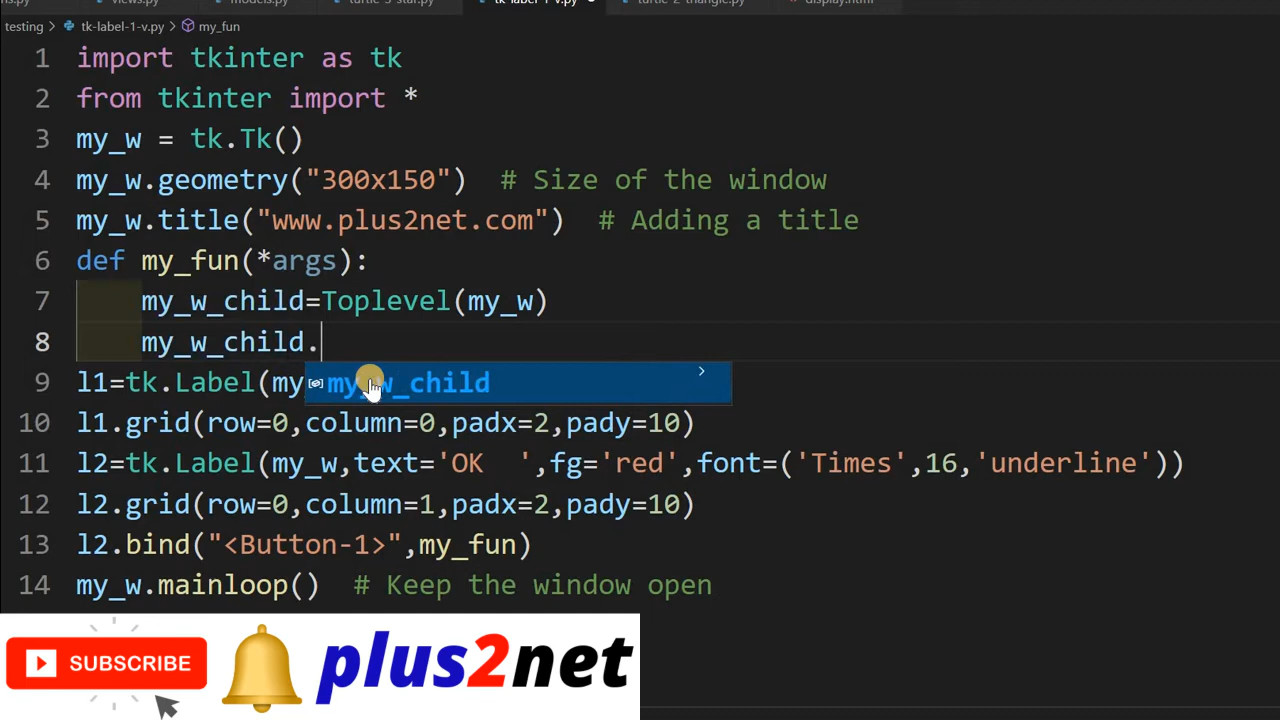 ns.py views.py models.py turtle-3-star.py tk-label-1-v.py turtle-2-triangle.py display.html
testing > tk-label-1-v.py > my_fun
1 import tkinter as tk
2 from tkinter import *
3 my_w = tk.Tk()
4 my_w.geometry("300x150")  # Size of the window
5 my_w.title("www.plus2net.com")  # Adding a title
6 def my_fun(*args):
7     my_w_child=Toplevel(my_w)
8     my_w_child.
9 l1=tk.Label(my my_w_child >
10 l1.grid(row=0,column=0,padx=2,pady=10)
11 l2=tk.Label(my_w,text='OK  ',fg='red',font=('Times',16,'underline'))
12 l2.grid(row=0,column=1,padx=2,pady=10)
13 l2.bind("<Button-1>",my_fun)
14 my_w.mainloop()  # Keep the window open
SUBSCRIBE plus2net